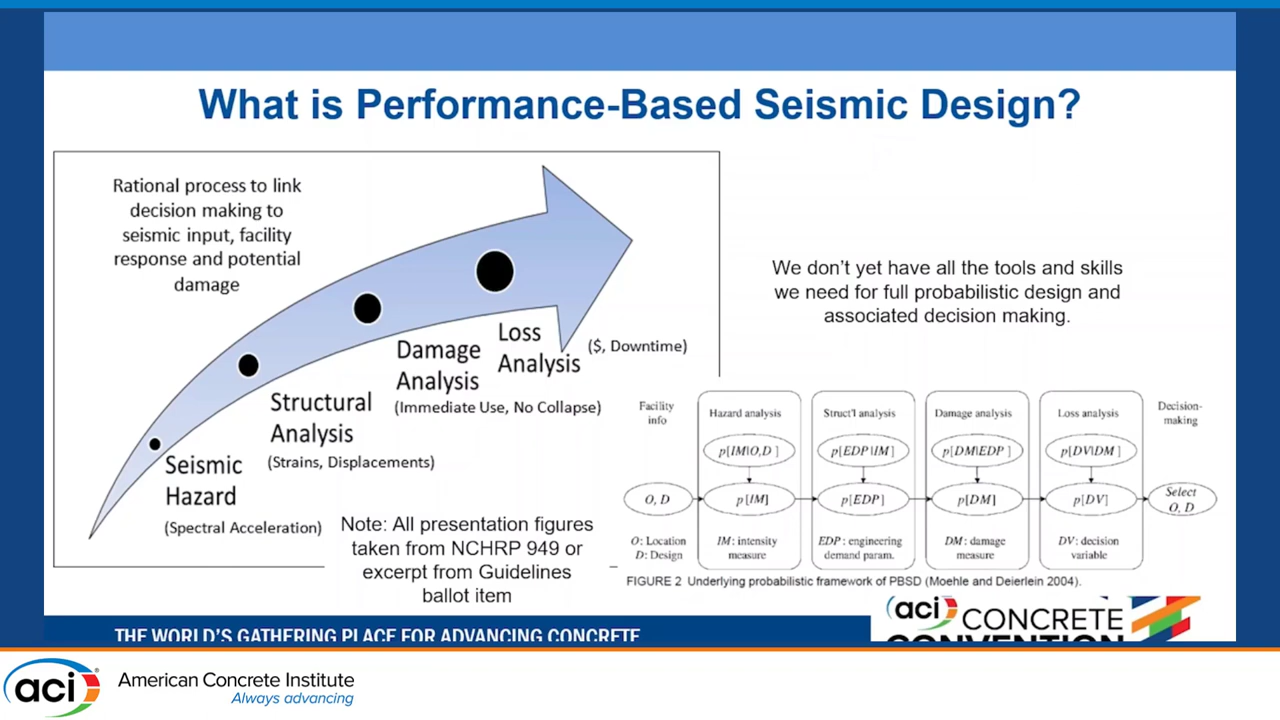 What is Performance-Based Seismic Design?
Rational process to link
decision making to
seismic input, facility
response and potential
damage
Seismic
Hazard
(Spectral Acceleration)
Structural
Analysis
(Strains, Displacements)
Damage
Analysis
(Immediate Use, No Collapse)
Loss
Analysis
($, Downtime)
We don't yet have all the tools and skills
we need for full probabilistic design and
associated decision making.
Note: All presentation figures
taken from NCHRP 949 or
excerpt from Guidelines
ballot item
Facility
info
Hazard analysis
Struct'l analysis
Damage analysis
Loss analysis
Decision-
making
p[IM\O,D ]
p[EDP\IM]
p[DM\EDP ]
p[DV\DM]
O, D
p[IM]
p[EDP]
p[DM]
p[DV]
Select
O, D
O: Location
D: Design
IM: intensity
measure
EDP: engineering
demand param.
DM: damage
measure
DV: decision
variable
FIGURE 2 Underlying probabilistic framework of PBSD (Moehle and Deierlein 2004).
THE WORLD'S GATHERING PLACE FOR ADVANCING CONCRETE
aci CONCRETE
CONVENTION
aci
American Concrete Institute
Always advancing